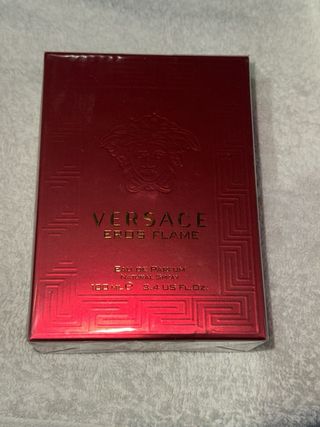 VERSACE
EROS FLAME
EAU DE PARFUM
NATURAL SPRAY
100 ML ℮ 3.4 US FL.OZ.